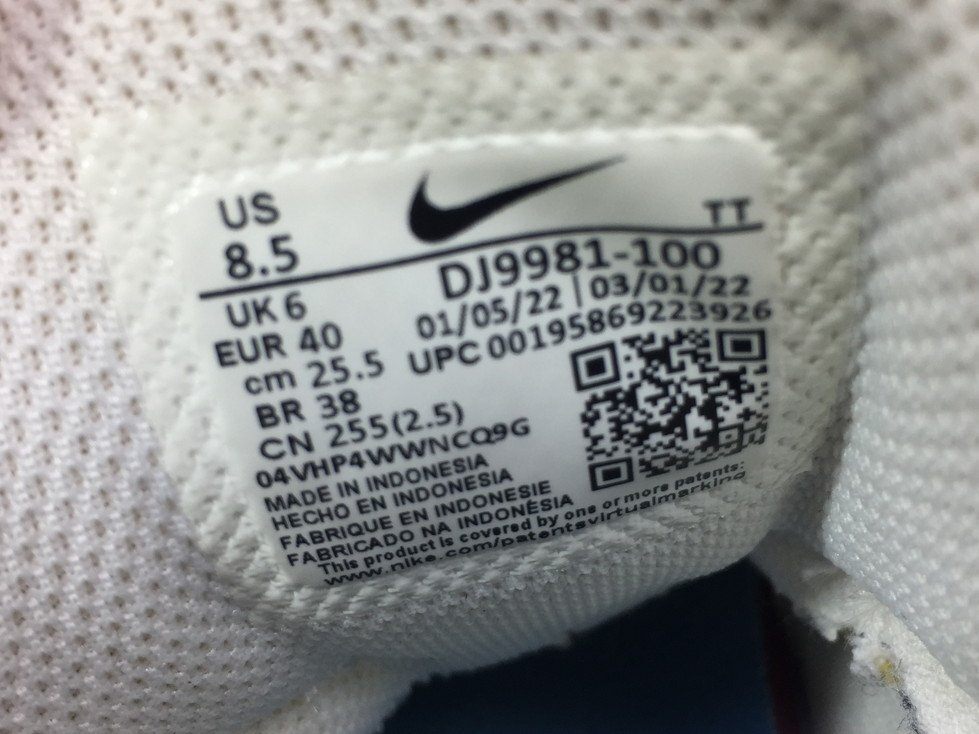 US
8.5
TT
DJ9981-100
UK 6
01/05/22 | 03/01/22
EUR 40
UPC 00195869223926
cm 25.5
BR 38
CN 255(2.5)
04VHP4WWNCQ9G
MADE IN INDONESIA
HECHO EN INDONESIA
FABRIQUE EN INDONESIE
FABRICADO NA INDONÉSIA
This product is covered by one or more patents:
www.nike.com/patentsvirtualmarking